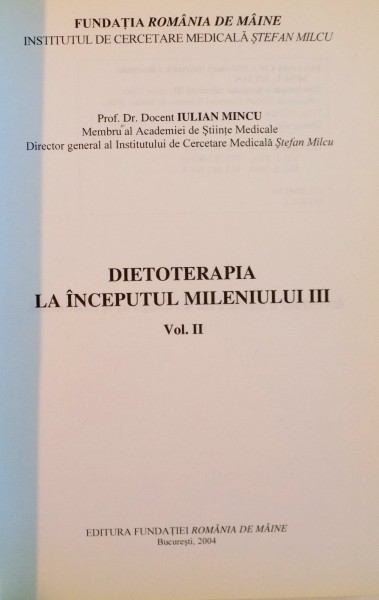 FUNDAȚIA ROMÂNIA DE MÂINE
INSTITUTUL DE CERCETARE MEDICALĂ ȘTEFAN MILCU
Prof. Dr. Docent IULIAN MINCU
Membru al Academiei de Științe Medicale
Director general al Institutului de Cercetare Medicală Ștefan Milcu
DIETOTERAPIA
LA ÎNCEPUTUL MILENIULUI III
Vol. II
EDITURA FUNDAȚIEI ROMÂNIA DE MÂINE
București, 2004